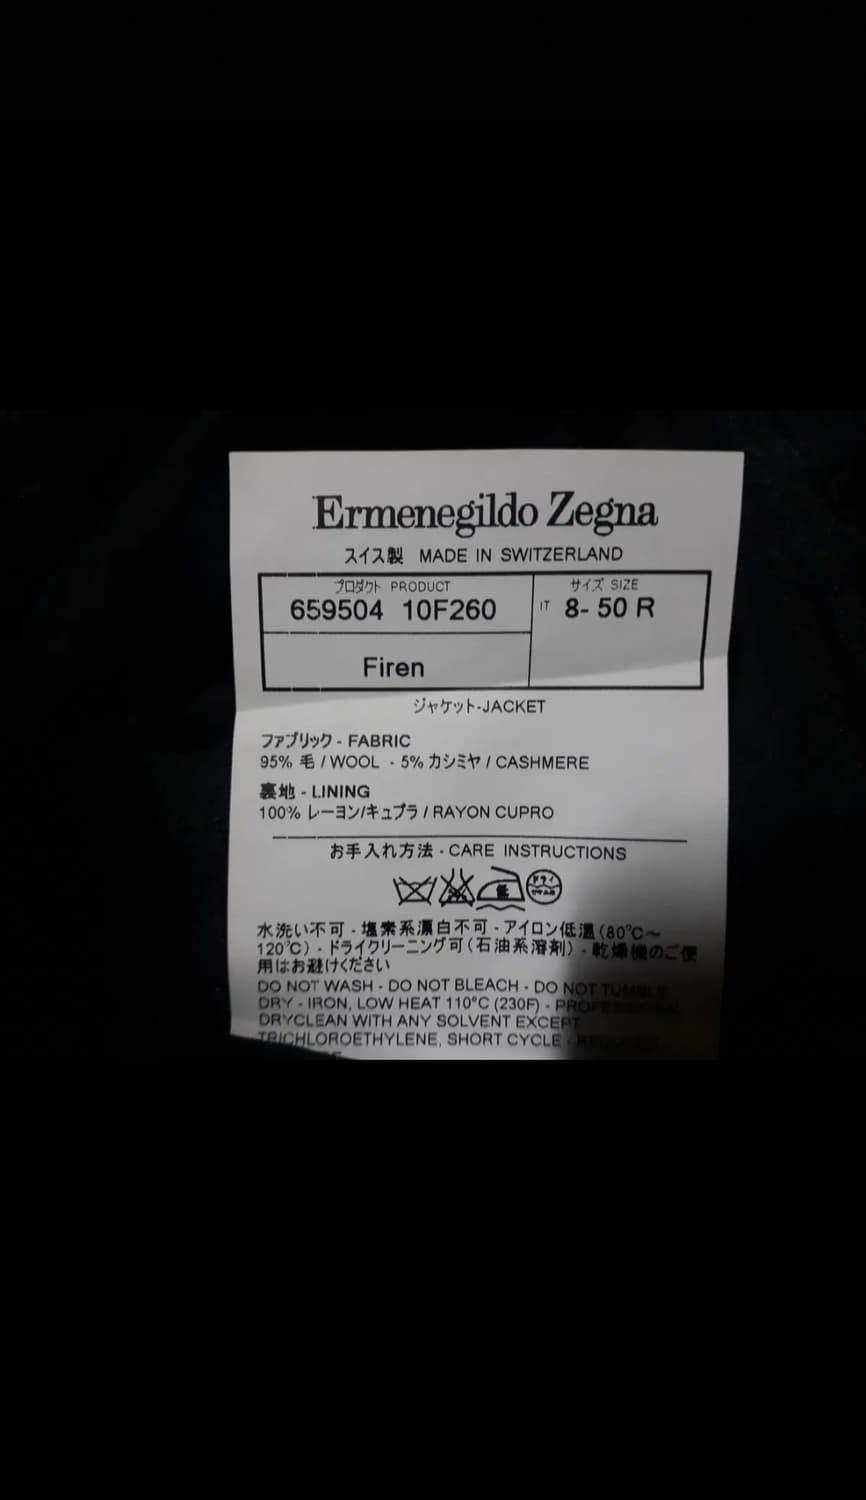 Ermenegildo Zegna
スイス製 MADE IN SWITZERLAND
プロダクト PRODUCT
659504 10F260
サイズ SIZE
IT 8- 50 R
Firen
ジャケット-JACKET
ファブリック - FABRIC
95% 毛 / WOOL - 5% カシミヤ / CASHMERE
裏地 - LINING
100% レーヨン/キュプラ / RAYON CUPRO
お手入れ方法 - CARE INSTRUCTIONS
低 ドライ
水洗い不可 - 塩素系漂白不可 - アイロン低温 (80℃～
120℃) - ドライクリーニング可 (石油系溶剤) - 乾燥機のご使
用はお避けください
DO NOT WASH - DO NOT BLEACH - DO NOT TUMBLE
DRY - IRON, LOW HEAT 110°C (230F) - PROFESSIONAL
DRYCLEAN WITH ANY SOLVENT EXCEPT
TRICHLOROETHYLENE, SHORT CYCLE -